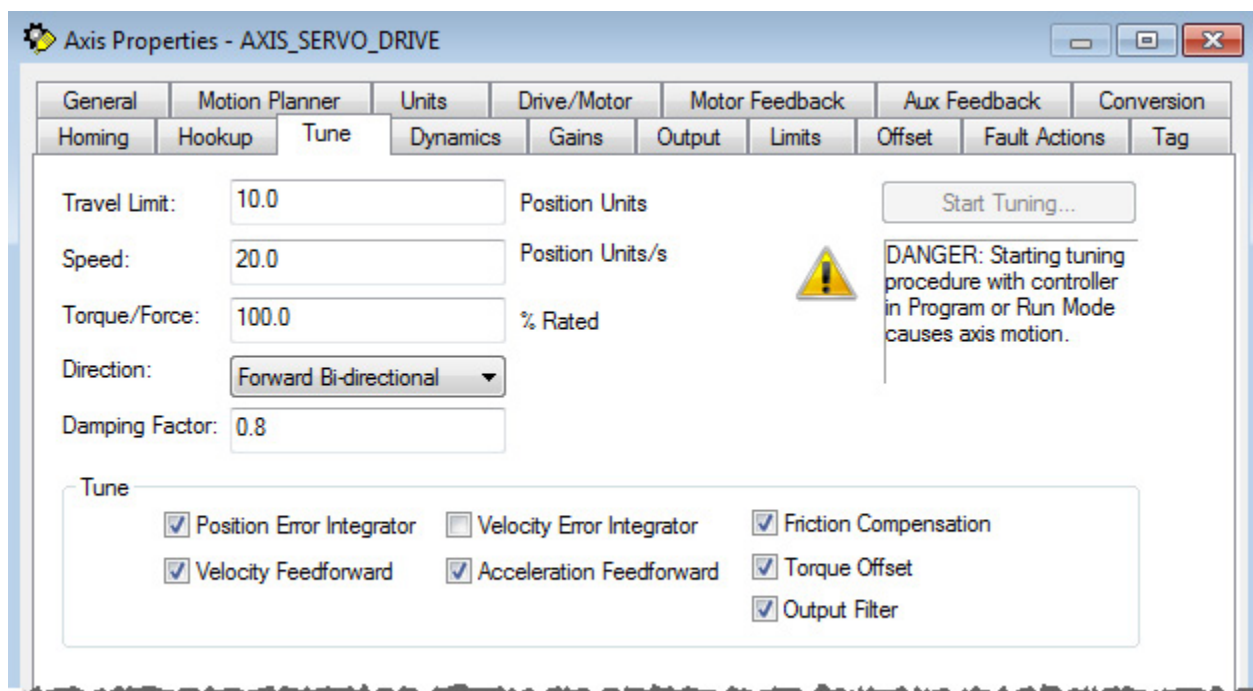 Axis Properties - AXIS_SERVO_DRIVE
General Motion Planner Units Drive/Motor Motor Feedback Aux Feedback Conversion
Homing Hookup Tune Dynamics Gains Output Limits Offset Fault Actions Tag
Travel Limit: 10.0 Position Units Start Tuning...
Speed: 20.0 Position Units/s
DANGER: Starting tuning
procedure with controller
in Program or Run Mode
causes axis motion.
Torque/Force: 100.0 % Rated
Direction: Forward Bi-directional
Damping Factor: 0.8
Tune
Position Error Integrator Velocity Error Integrator Friction Compensation
Velocity Feedforward Acceleration Feedforward Torque Offset
Output Filter